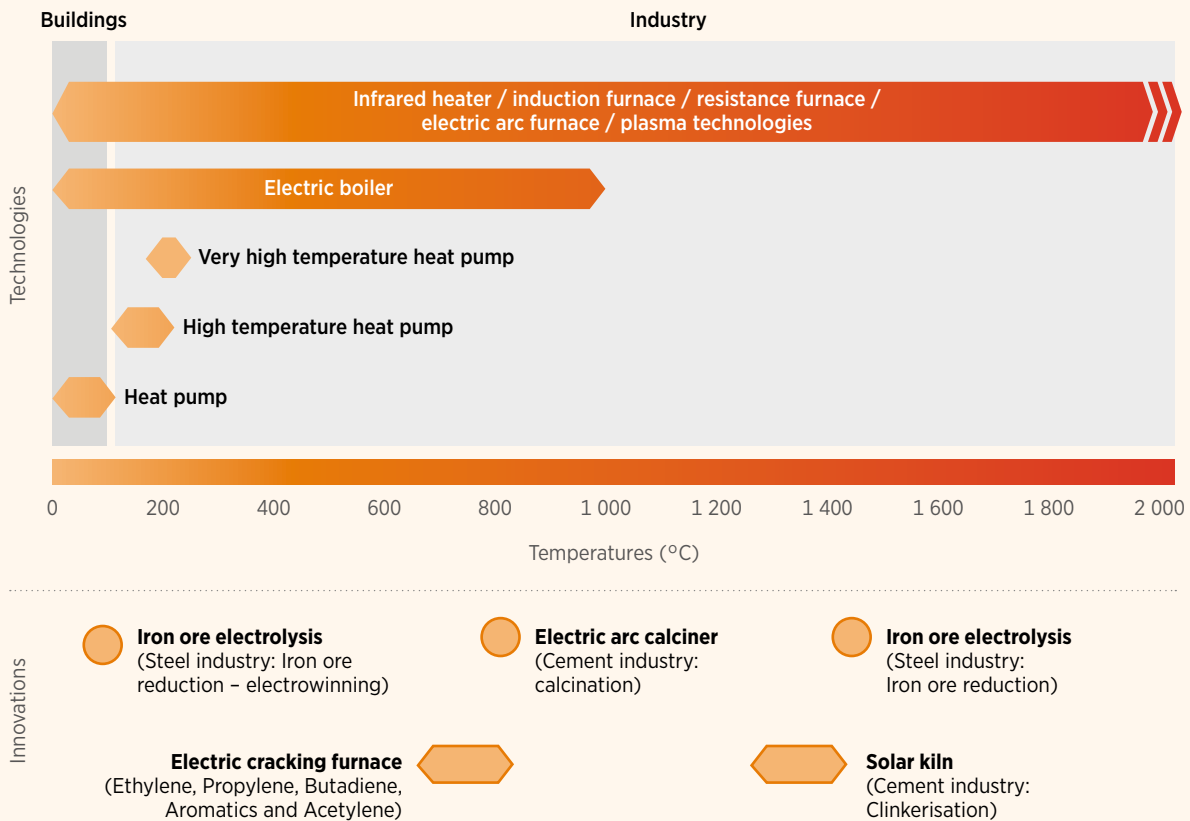 Buildings
Industry
Technologies
Infrared heater / induction furnace / resistance furnace /
electric arc furnace / plasma technologies
Electric boiler
Very high temperature heat pump
High temperature heat pump
Heat pump
0
200
400
600
800
1 000
1 200
1 400
1 600
1 800
2 000
Temperatures (°C)
Innovations
Iron ore electrolysis
(Steel industry: Iron ore
reduction – electrowinning)
Electric arc calciner
(Cement industry:
calcination)
Iron ore electrolysis
(Steel industry:
Iron ore reduction)
Electric cracking furnace
(Ethylene, Propylene, Butadiene,
Aromatics and Acetylene)
Solar kiln
(Cement industry:
Clinkerisation)